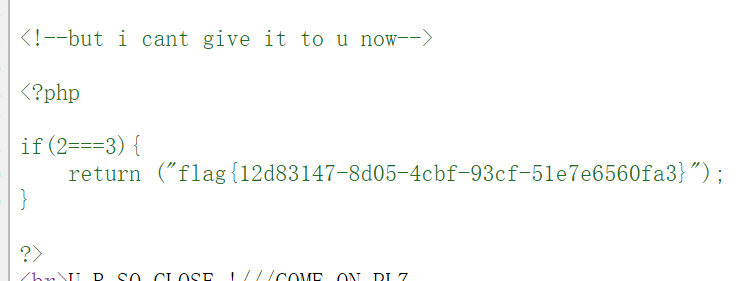 <!--but i cant give it to u now-->
<?php
if(2===3){
return ("flag{12d83147-8d05-4cbf-93cf-51e7e6560fa3}");
}
?>
<br>U R SO CLOSE !///COME ON PLZ